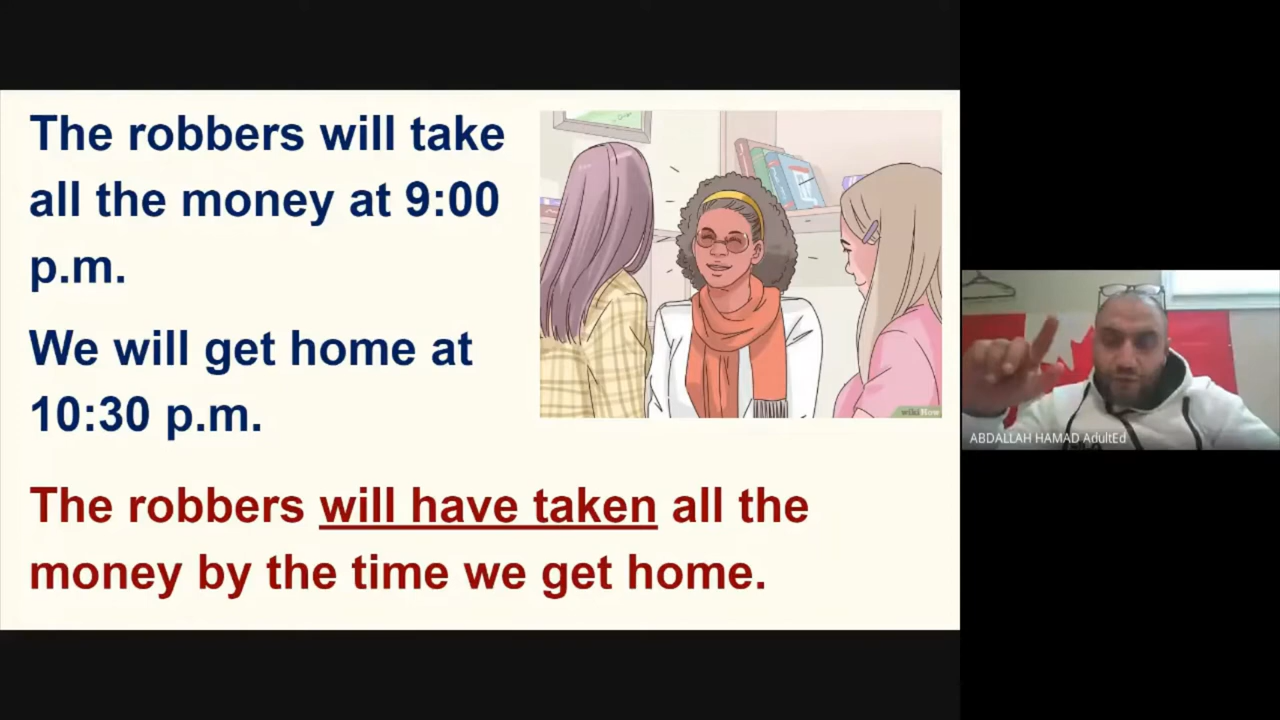 The robbers will take
all the money at 9:00
p.m.
We will get home at
10:30 p.m.
wikiHow
The robbers will have taken all the
money by the time we get home.
ABDALLAH HAMAD AdultEd